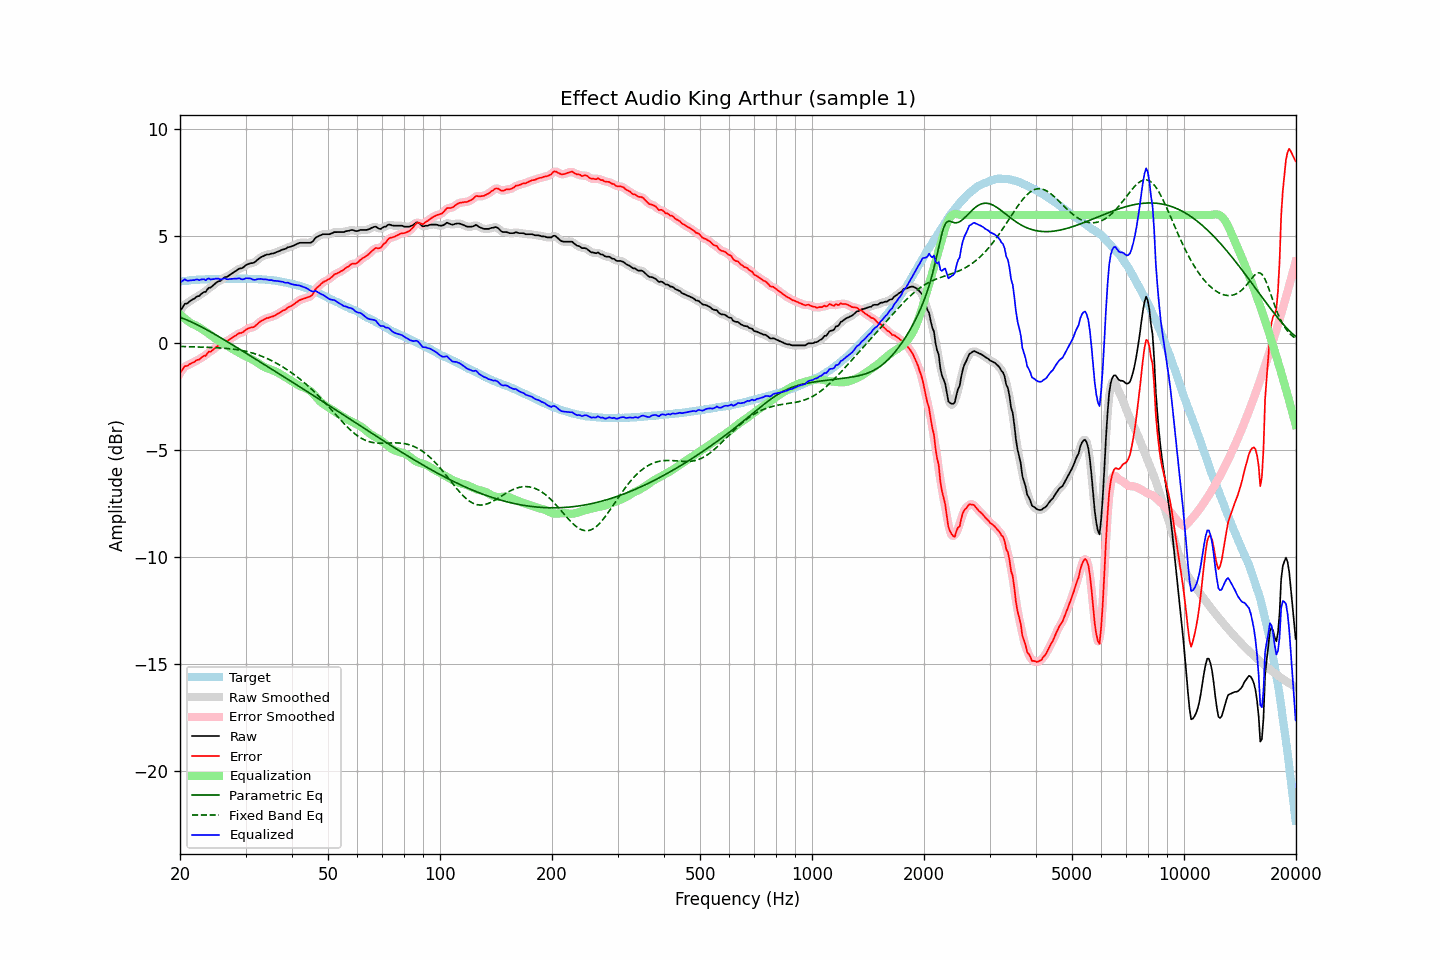 Effect Audio King Arthur (sample 1)
10
5
0
−5
−10
−15
−20
Amplitude (dBr)
Target
Raw Smoothed
Error Smoothed
Raw
Error
Equalization
Parametric Eq
Fixed Band Eq
Equalized
20 50 100 200 500 1000 2000 5000 10000 20000
Frequency (Hz)